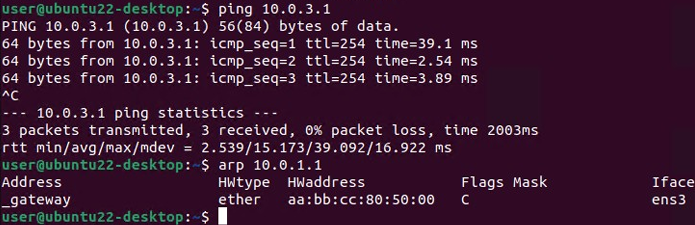 user@ubuntu22-desktop:~$ ping 10.0.3.1
PING 10.0.3.1 (10.0.3.1) 56(84) bytes of data.
64 bytes from 10.0.3.1: icmp_seq=1 ttl=254 time=39.1 ms
64 bytes from 10.0.3.1: icmp_seq=2 ttl=254 time=2.54 ms
64 bytes from 10.0.3.1: icmp_seq=3 ttl=254 time=3.89 ms
^C
--- 10.0.3.1 ping statistics ---
3 packets transmitted, 3 received, 0% packet loss, time 2003ms
rtt min/avg/max/mdev = 2.539/15.173/39.092/16.922 ms
user@ubuntu22-desktop:~$ arp 10.0.1.1
Address                  HWtype  HWaddress           Flags Mask            Iface
_gateway                 ether   aa:bb:cc:80:50:00   C                     ens3
user@ubuntu22-desktop:~$